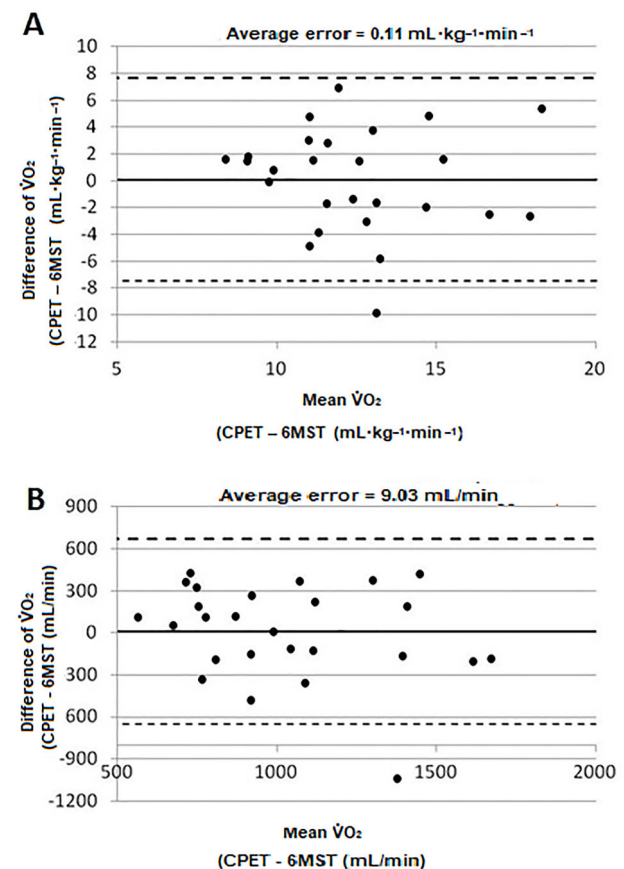 A
Average error = 0.11 mL·kg⁻¹·min⁻¹
10
8
6
4
2
0
-2
-4
-6
-8
10
12
5 10 15 20
Difference of V̇O₂
(CPET – 6MST (mL·kg⁻¹·min⁻¹)
Mean V̇O₂
(CPET – 6MST (mL·kg⁻¹·min⁻¹)
B
Average error = 9.03 mL/min
900
600
300
0
300
600
-900
500 1000 1500 2000
-1200
Difference of V̇O₂
(CPET - 6MST (mL/min)
Mean V̇O₂
(CPET - 6MST (mL/min)